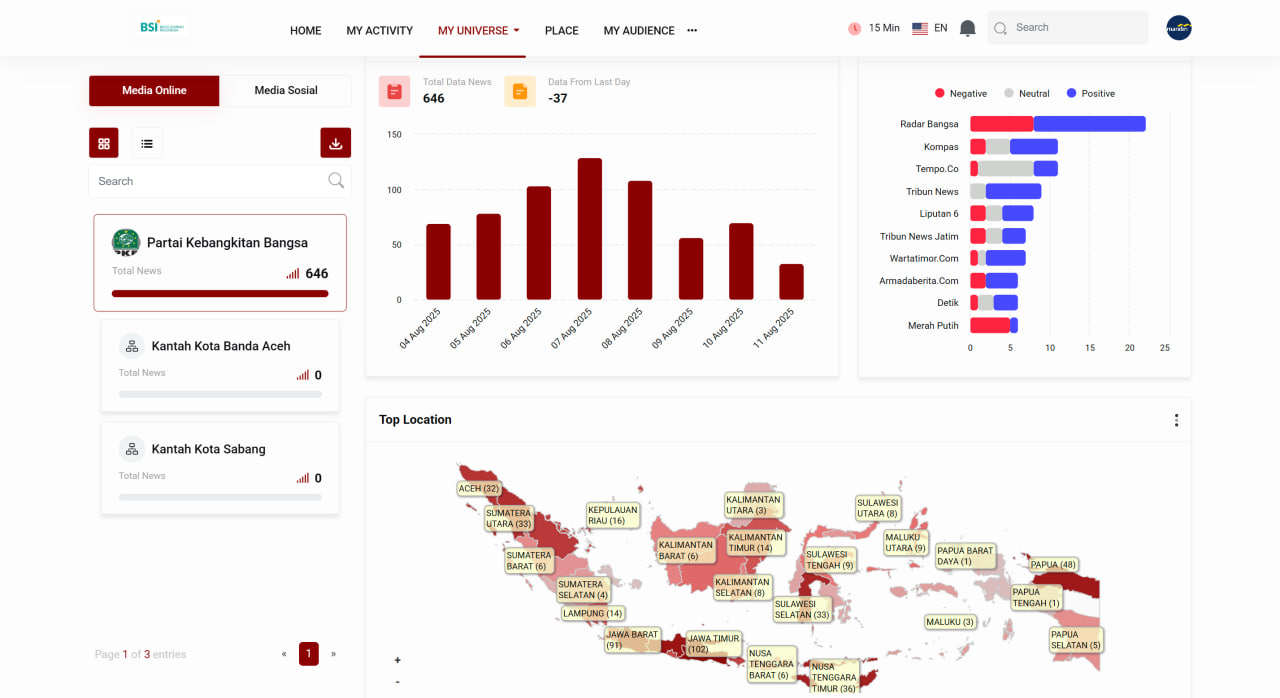 BSI BANK SYARIAH INDONESIA
HOME
MY ACTIVITY
MY UNIVERSE
PLACE
MY AUDIENCE
15 Min
EN
Search
mandiri
Media Online
Media Sosial
Search
Partai Kebangkitan Bangsa
Total News
646
Kantah Kota Banda Aceh
Total News
0
Kantah Kota Sabang
Total News
0
Page 1 of 3 entries
«
1
»
Total Data News
646
Data From Last Day
-37
150
100
50
0
04 Aug 2025
05 Aug 2025
06 Aug 2025
07 Aug 2025
08 Aug 2025
09 Aug 2025
10 Aug 2025
11 Aug 2025
Negative
Neutral
Positive
Radar Bangsa
Kompas
Tempo.Co
Tribun News
Liputan 6
Tribun News Jatim
Wartatimor.Com
Armadaberita.Com
Detik
Merah Putih
0
5
10
15
20
25
Top Location
ACEH (32)
SUMATERA
UTARA (33)
KEPULAUAN
RIAU (16)
SUMATERA
BARAT (6)
SUMATERA
SELATAN (4)
LAMPUNG (14)
JAWA BARAT
(91)
JAWA TIMUR
(102)
KALIMANTAN
UTARA (3)
KALIMANTAN
BARAT (6)
KALIMANTAN
TIMUR (14)
KALIMANTAN
SELATAN (8)
SULAWESI
UTARA (8)
SULAWESI
TENGAH (9)
SULAWESI
SELATAN (33)
MALUKU
UTARA (9)
PAPUA BARAT
DAYA (1)
PAPUA (48)
PAPUA
TENGAH (1)
MALUKU (3)
PAPUA
SELATAN (5)
NUSA
TENGGARA
BARAT (6)
NUSA
TENGGARA
TIMUR (36)
+
-